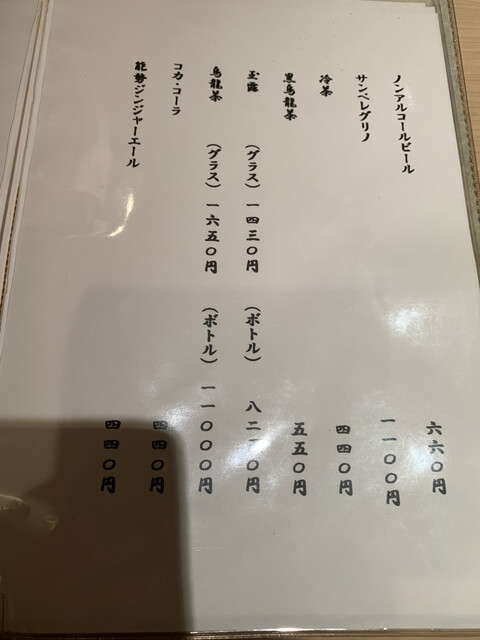 ノンアルコールビール 六六〇円
サンペレグリノ 一一〇〇円
冷茶 四四〇円
黒烏龍茶 五五〇円
玉露 (グラス)一四三〇円 (ボトル)
烏龍茶 (グラス)一六五〇円 (ボトル)一一〇〇〇円
コカ・コーラ 四四〇円
能勢ジンジャーエール 四四〇円